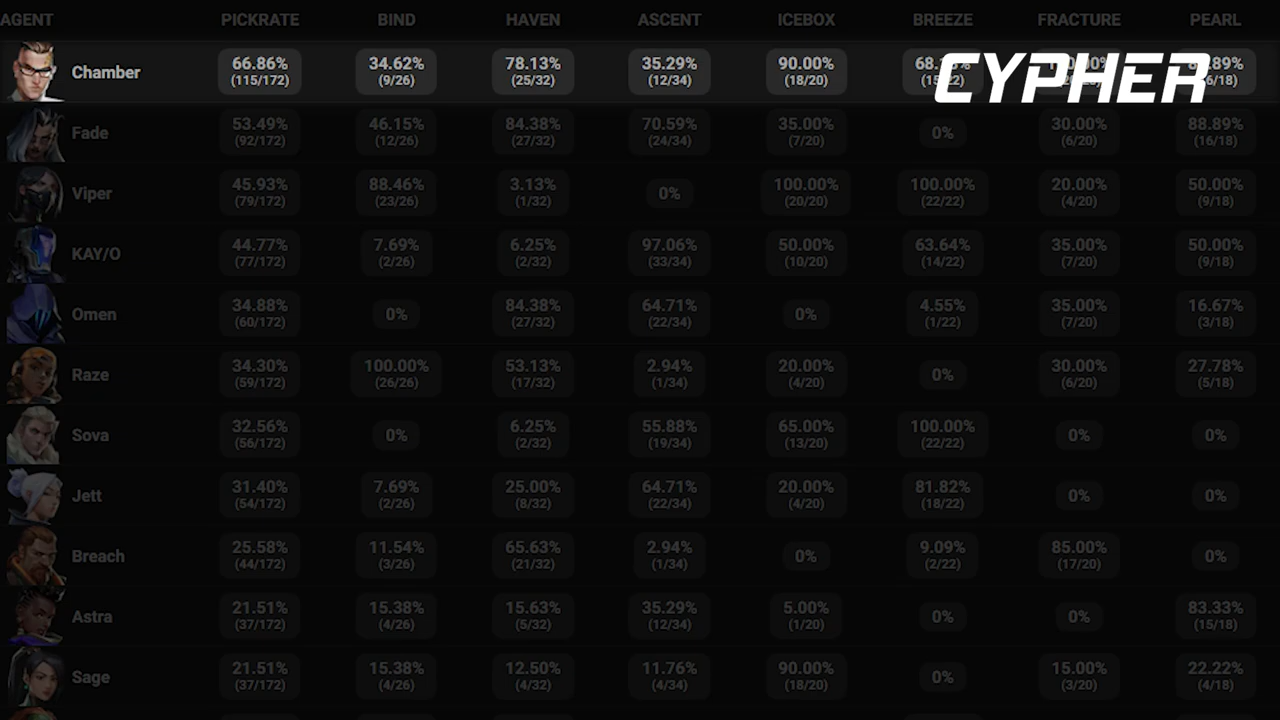 AGENT PICKRATE BIND HAVEN ASCENT ICEBOX BREEZE FRACTURE PEARL
CYPHER
Chamber 66.86% 34.62% 78.13% 35.29% 90.00%
(115/172) (9/26) (25/32) (12/34) (18/20)
Fade 53.49% 46.15% 84.38% 70.59% 35.00% 0% 30.00% 88.89%
(92/172) (12/26) (27/32) (24/34) (7/20) (6/20) (16/18)
Viper 45.93% 88.46% 3.13% 0% 100.00% 100.00% 20.00% 50.00%
(79/172) (23/26) (1/32) (20/20) (22/22) (4/20) (9/18)
KAY/O 44.77% 7.69% 6.25% 97.06% 50.00% 63.64% 35.00% 50.00%
(77/172) (2/26) (2/32) (33/34) (10/20) (14/22) (7/20) (9/18)
Omen 34.88% 0% 84.38% 64.71% 0% 4.55% 35.00% 16.67%
(60/172) (27/32) (22/34) (1/22) (7/20) (3/18)
Raze 34.30% 100.00% 53.13% 2.94% 20.00% 0% 30.00% 27.78%
(59/172) (26/26) (17/32) (1/34) (4/20) (6/20) (5/18)
Sova 32.56% 0% 6.25% 55.88% 65.00% 100.00% 0% 0%
(56/172) (2/32) (19/34) (13/20) (22/22)
Jett 31.40% 7.69% 25.00% 64.71% 20.00% 81.82% 0% 0%
(54/172) (2/26) (8/32) (22/34) (4/20) (18/22)
Breach 25.58% 11.54% 65.63% 2.94% 0% 9.09% 85.00% 0%
(44/172) (3/26) (21/32) (1/34) (2/22) (17/20)
Astra 21.51% 15.38% 15.63% 35.29% 5.00% 0% 0% 83.33%
(37/172) (4/26) (5/32) (12/34) (1/20) (15/18)
Sage 21.51% 15.38% 12.50% 11.76% 90.00% 0% 15.00% 22.22%
(37/172) (4/26) (4/32) (4/34) (18/20) (3/20) (4/18)